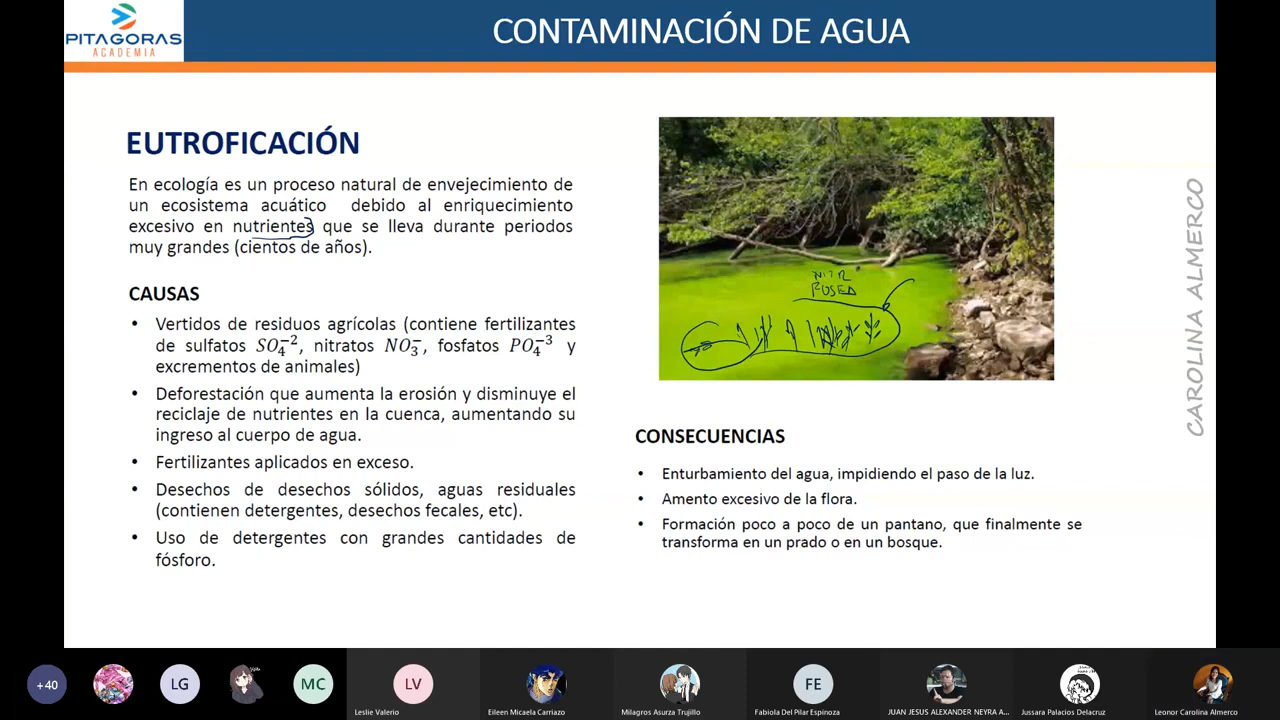 PITAGORAS
ACADEMIA
CONTAMINACIÓN DE AGUA
EUTROFICACIÓN
En ecología es un proceso natural de envejecimiento de
un ecosistema acuático debido al enriquecimiento
excesivo en nutrientes que se lleva durante periodos
muy grandes (cientos de años).
CAUSAS
• Vertidos de residuos agrícolas (contiene fertilizantes
de sulfatos SO₄⁻², nitratos NO₃⁻, fosfatos PO₄⁻³ y
excrementos de animales)
• Deforestación que aumenta la erosión y disminuye el
reciclaje de nutrientes en la cuenca, aumentando su
ingreso al cuerpo de agua.
• Fertilizantes aplicados en exceso.
• Desechos de desechos sólidos, aguas residuales
(contienen detergentes, desechos fecales, etc).
• Uso de detergentes con grandes cantidades de
fósforo.
CONSECUENCIAS
• Enturbamiento del agua, impidiendo el paso de la luz.
• Amento excesivo de la flora.
• Formación poco a poco de un pantano, que finalmente se
transforma en un prado o en un bosque.
CAROLINA ALMERCO
+40
LG
MC
LV
FE
Leslie Valerio
Eileen Micaela Carriazo
Milagros Asurza Trujillo
Fabiola Del Pilar Espinoza
JUAN JESUS ALEXANDER NEYRA A...
Jussara Palacios Delacruz
Leonor Carolina Almerco